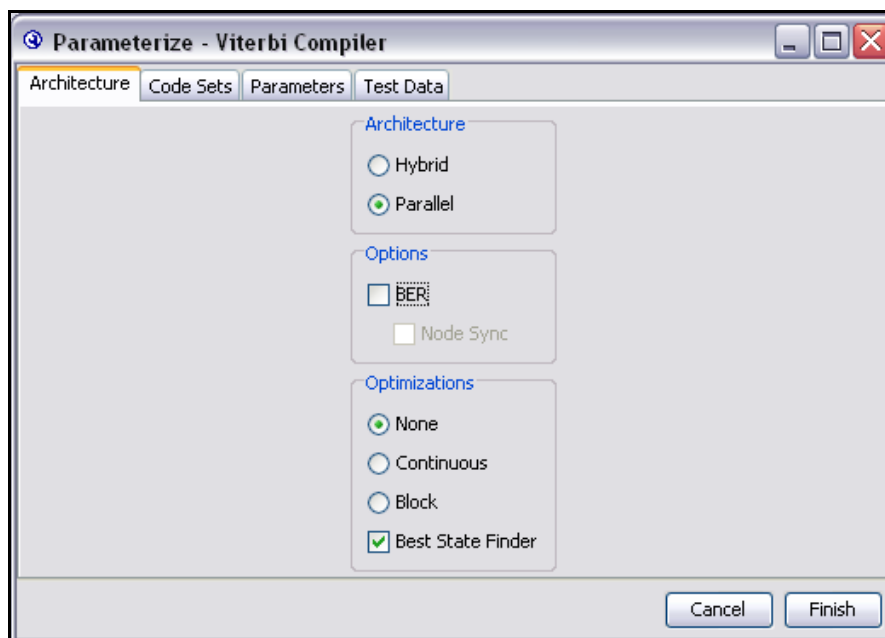 Parameterize - Viterbi Compiler
Architecture Code Sets Parameters Test Data
Architecture
Hybrid
Parallel
Options
BER
Node Sync
Optimizations
None
Continuous
Block
Best State Finder
Cancel Finish